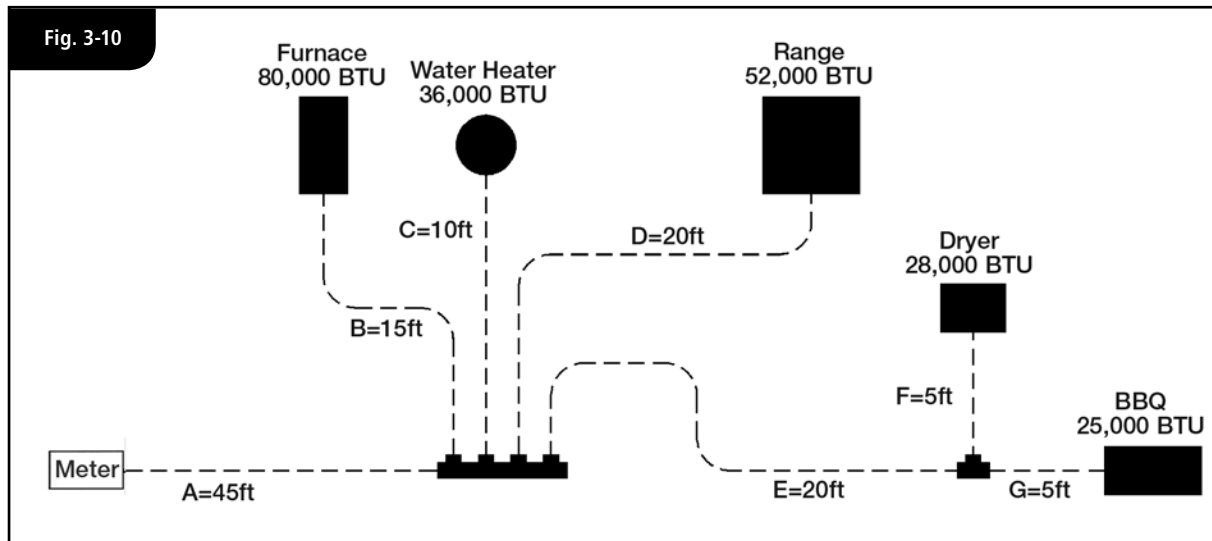 Fig. 3-10
Furnace
80,000 BTU
Water Heater
36,000 BTU
Range
52,000 BTU
C=10ft
D=20ft
Dryer
28,000 BTU
B=15ft
F=5ft
BBQ
25,000 BTU
Meter
A=45ft
E=20ft
G=5ft